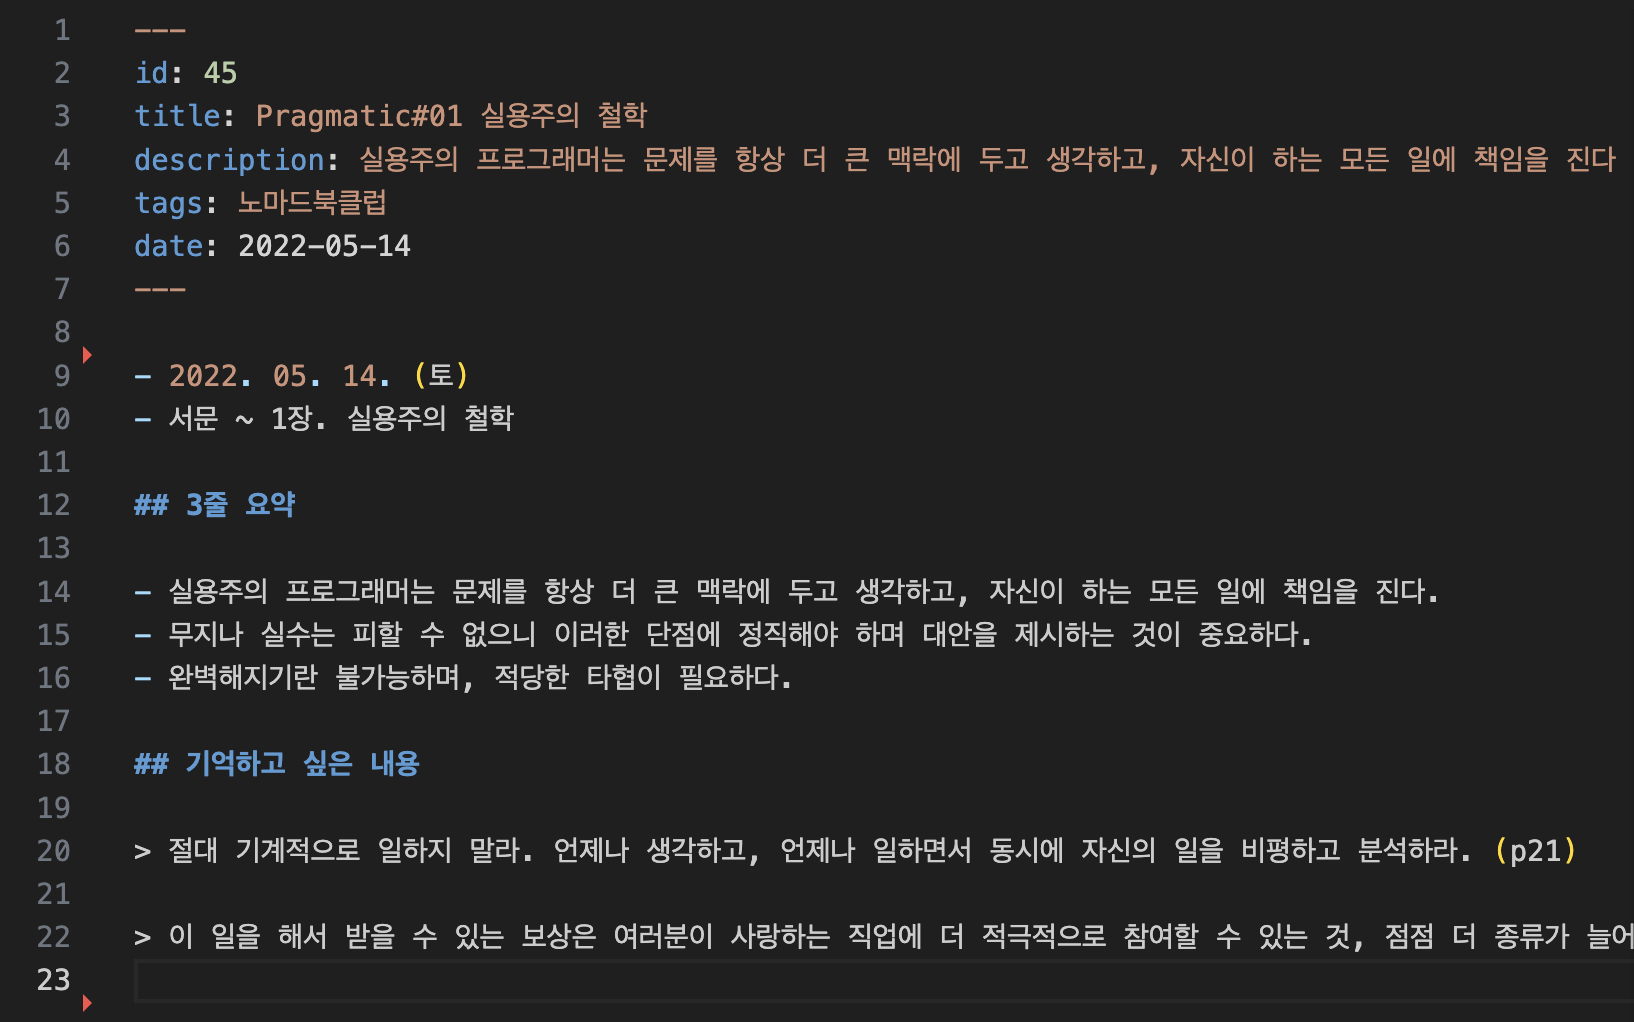 1 ---
2 id: 45
3 title: Pragmatic#01 실용주의 철학
4 description: 실용주의 프로그래머는 문제를 항상 더 큰 맥락에 두고 생각하고, 자신이 하는 모든 일에 책임을 진다
5 tags: 노마드북클럽
6 date: 2022-05-14
7 ---
8
9 - 2022. 05. 14. (토)
10 - 서문 ~ 1장. 실용주의 철학
11
12 ## 3줄 요약
13
14 - 실용주의 프로그래머는 문제를 항상 더 큰 맥락에 두고 생각하고, 자신이 하는 모든 일에 책임을 진다.
15 - 무지나 실수는 피할 수 없으니 이러한 단점에 정직해야 하며 대안을 제시하는 것이 중요하다.
16 - 완벽해지기란 불가능하며, 적당한 타협이 필요하다.
17
18 ## 기억하고 싶은 내용
19
20 > 절대 기계적으로 일하지 말라. 언제나 생각하고, 언제나 일하면서 동시에 자신의 일을 비평하고 분석하라. (p21)
21
22 > 이 일을 해서 받을 수 있는 보상은 여러분이 사랑하는 직업에 더 적극적으로 참여할 수 있는 것, 점점 더 종류가 늘어
23